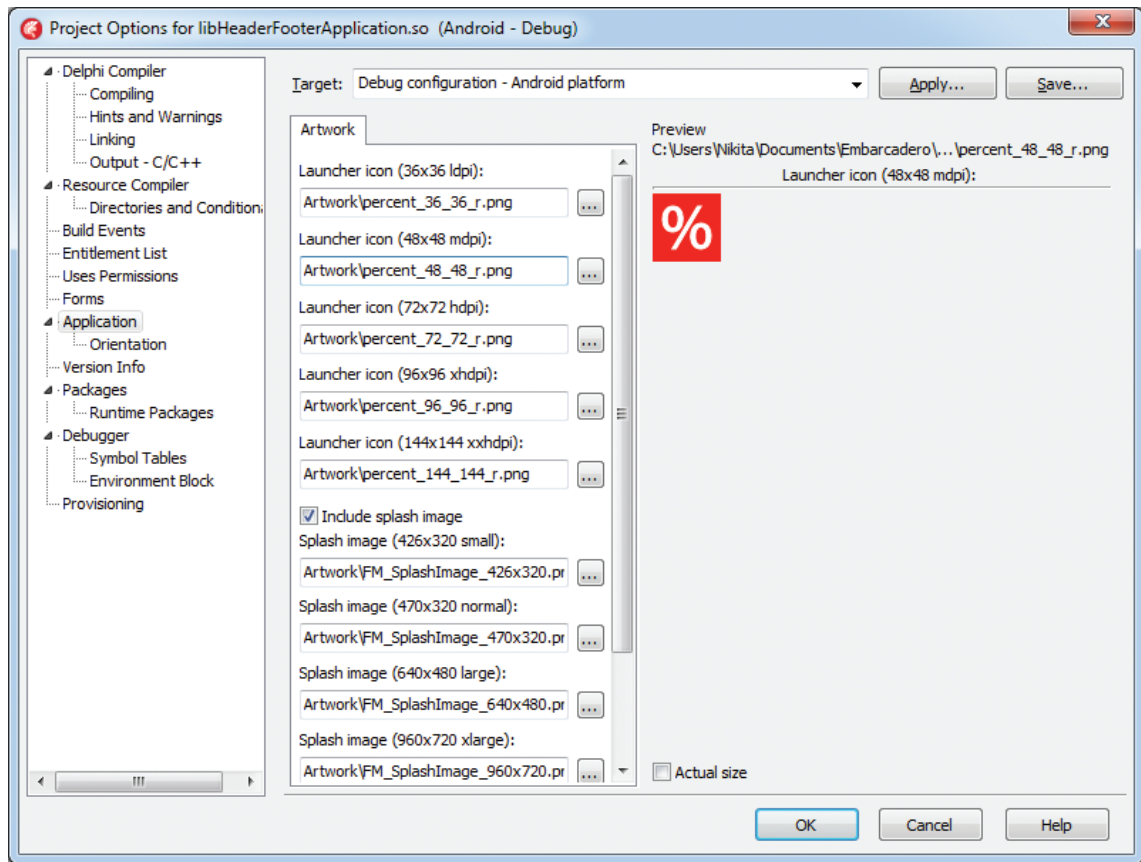 Project Options for libHeaderFooterApplication.so (Android - Debug)
Delphi Compiler
Compiling
Hints and Warnings
Linking
Output - C/C++
Resource Compiler
Directories and Condition
Build Events
Entitlement List
Uses Permissions
Forms
Application
Orientation
Version Info
Packages
Runtime Packages
Debugger
Symbol Tables
Environment Block
Provisioning
Target: Debug configuration - Android platform
Apply...
Save...
Artwork
Launcher icon (36x36 ldpi):
Artwork\percent_36_36_r.png
...
Launcher icon (48x48 mdpi):
Artwork\percent_48_48_r.png
...
Launcher icon (72x72 hdpi):
Artwork\percent_72_72_r.png
...
Launcher icon (96x96 xhdpi):
Artwork\percent_96_96_r.png
...
Launcher icon (144x144 xxhdpi):
Artwork\percent_144_144_r.png
...
Include splash image
Splash image (426x320 small):
Artwork\FM_SplashImage_426x320.pr
...
Splash image (470x320 normal):
Artwork\FM_SplashImage_470x320.pr
...
Splash image (640x480 large):
Artwork\FM_SplashImage_640x480.pr
...
Splash image (960x720 xlarge):
Artwork\FM_SplashImage_960x720.pr
...
Preview
C:\Users\Nikita\Documents\Embarcadero\...\percent_48_48_r.png
Launcher icon (48x48 mdpi):
%
Actual size
OK
Cancel
Help